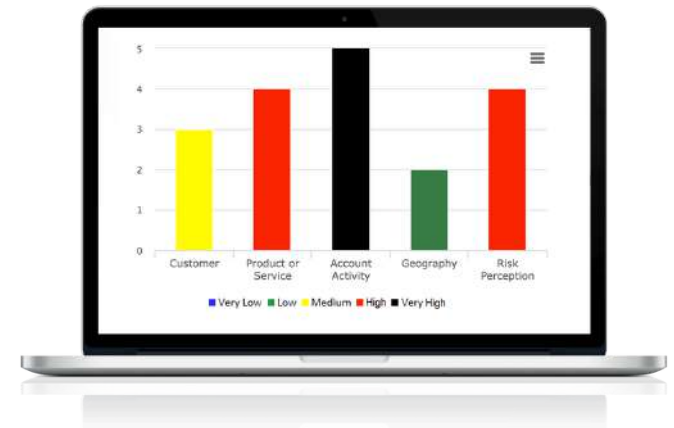 5
4
3
2
1
0
Customer
Product or
Service
Account
Activity
Geography
Risk
Perception
Very Low Low Medium High Very High